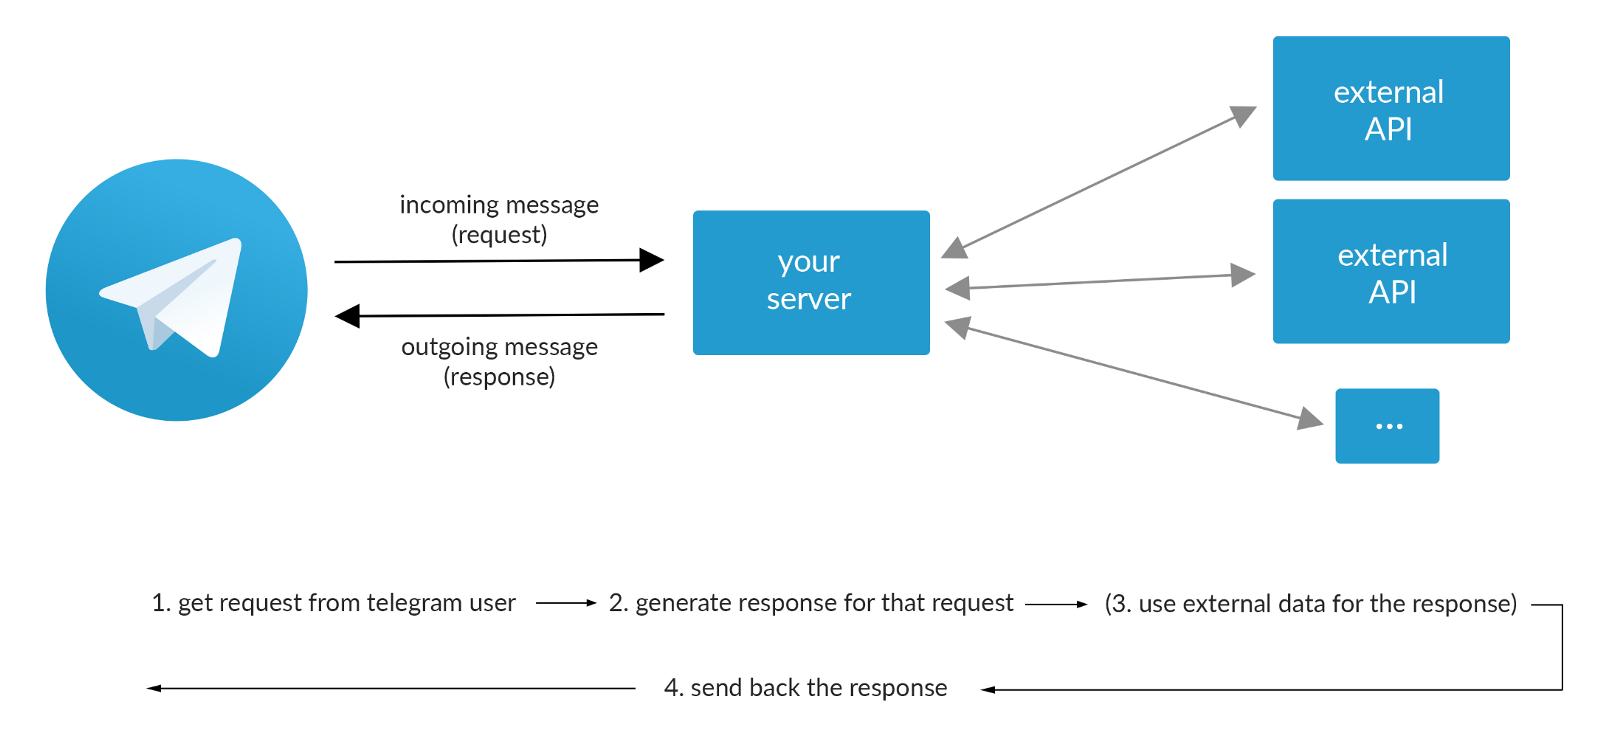 external
API
incoming message
(request)
your
server
external
API
outgoing message
(response)
...
1. get request from telegram user
2. generate response for that request
(3. use external data for the response)
4. send back the response